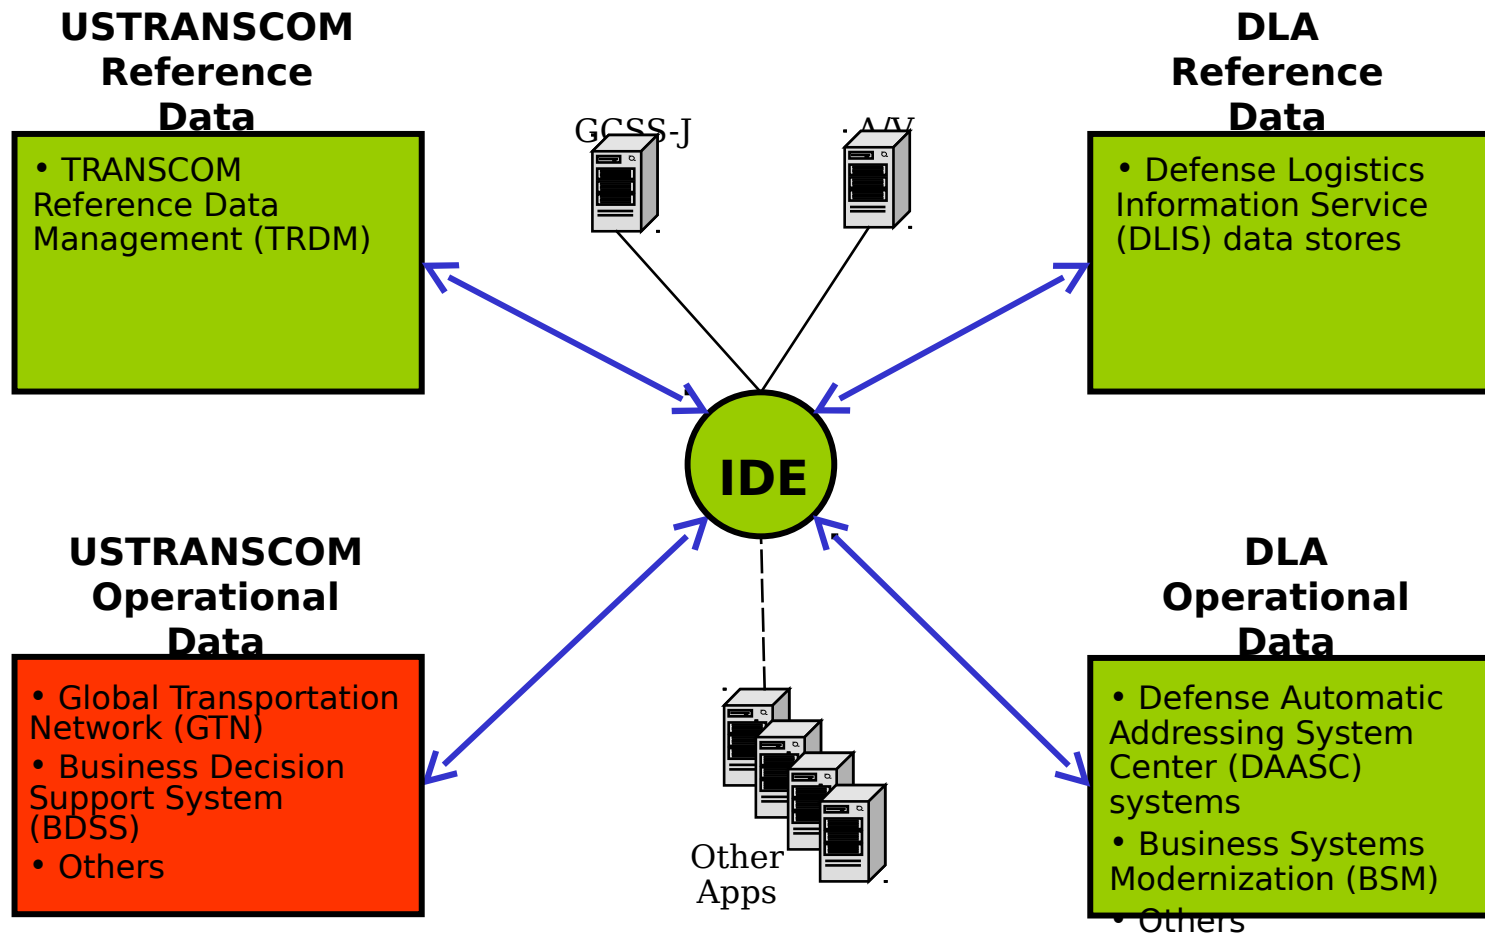 USTRANSCOM
Reference
Data
• TRANSCOM
Reference Data
Management (TRDM)
GCSS-J
A/V
DLA
Reference
Data
• Defense Logistics
Information Service
(DLIS) data stores
IDE
USTRANSCOM
Operational
Data
• Global Transportation
Network (GTN)
• Business Decision
Support System
(BDSS)
• Others
Other
Apps
DLA
Operational
Data
• Defense Automatic
Addressing System
Center (DAASC)
systems
• Business Systems
Modernization (BSM)
• Others